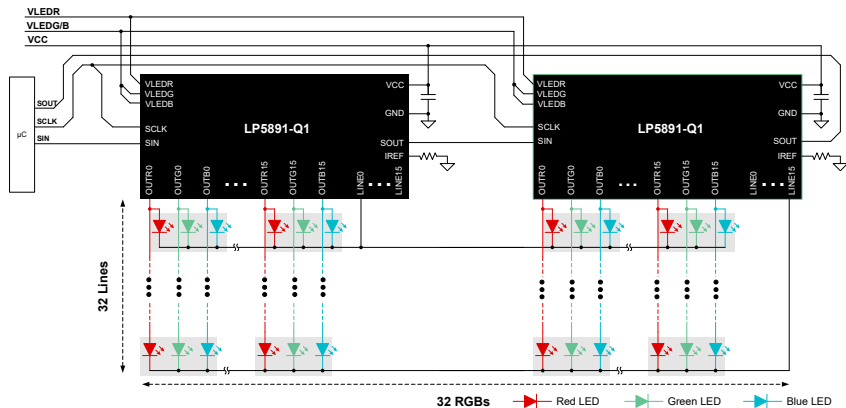 VLEDR
VLEDG/B
VCC
VLEDR
VLEDG
VLEDB
VCC
VLEDR
VLEDG
VLEDB
VCC
SOUT
GND
GND
µC
SCLK
SCLK
LP5891-Q1
SCLK
LP5891-Q1
SIN
SIN
SOUT
SIN
SOUT
IREF
IREF
OUTR0
OUTG0
OUTB0
...
OUTR15
OUTG15
OUTB15
LINE0
...
LINE15
OUTR0
OUTG0
OUTB0
...
OUTR15
OUTG15
OUTB15
LINE0
...
LINE15
32 Lines
32 RGBs
Red LED
Green LED
Blue LED